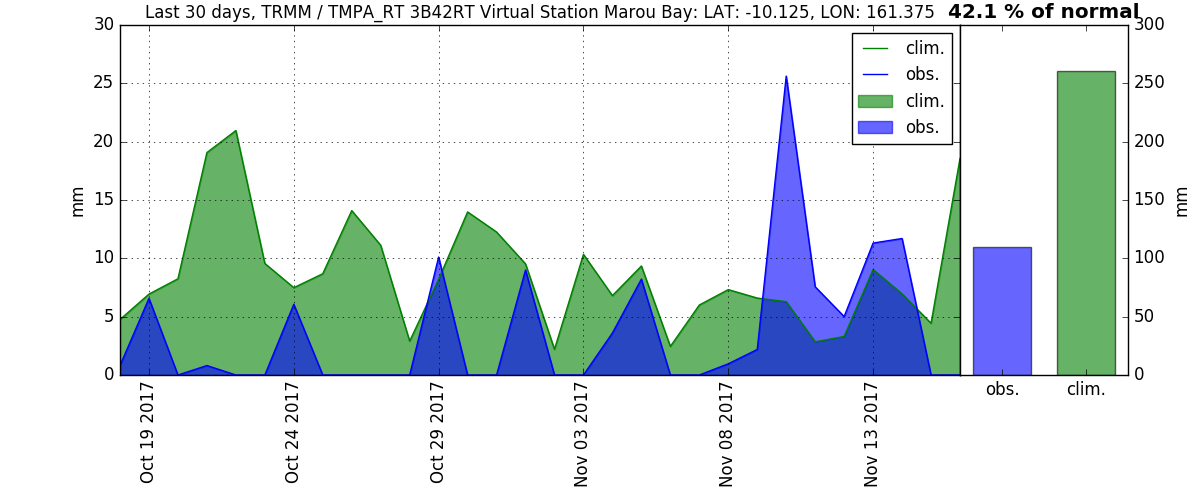 Last 30 days, TRMM / TMPA_RT 3B42RT Virtual Station Marou Bay: LAT: -10.125, LON: 161.375
42.1 % of normal
30
25
20
15
10
5
0
mm
clim.
obs.
clim.
obs.
300
250
200
150
100
50
0
mm
Oct 19 2017
Oct 24 2017
Oct 29 2017
Nov 03 2017
Nov 08 2017
Nov 13 2017
obs.
clim.